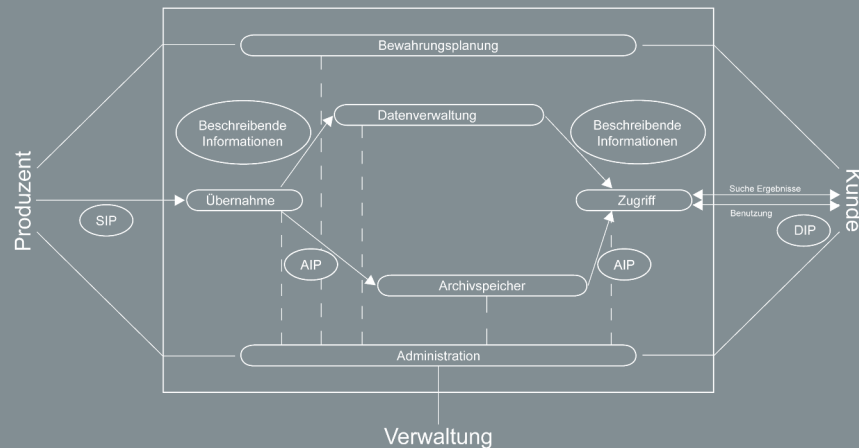 Bewahrungsplanung
Datenverwaltung
Beschreibende
Informationen
Beschreibende
Informationen
Produzent
SIP
Übernahme
Zugriff
Suche Ergebnisse
Benutzung
DIP
Kunde
AIP
AIP
Archivspeicher
Administration
Verwaltung